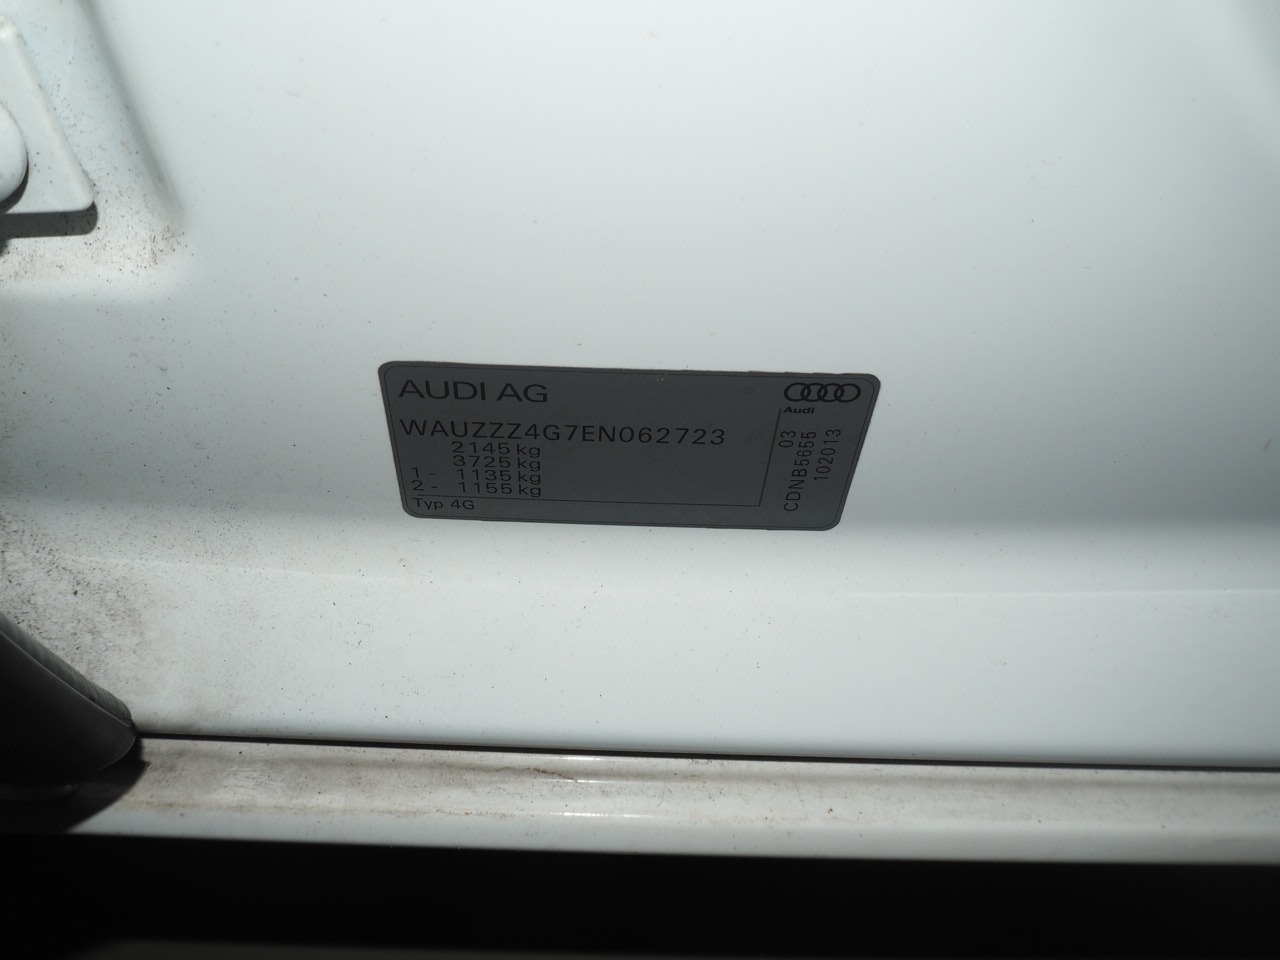 AUDI AG
Audi
WAUZZZ4G7EN062723
2145 kg
3725 kg
1 - 1135 kg
2 - 1155 kg
Typ 4G
03
CDNB5655
102013